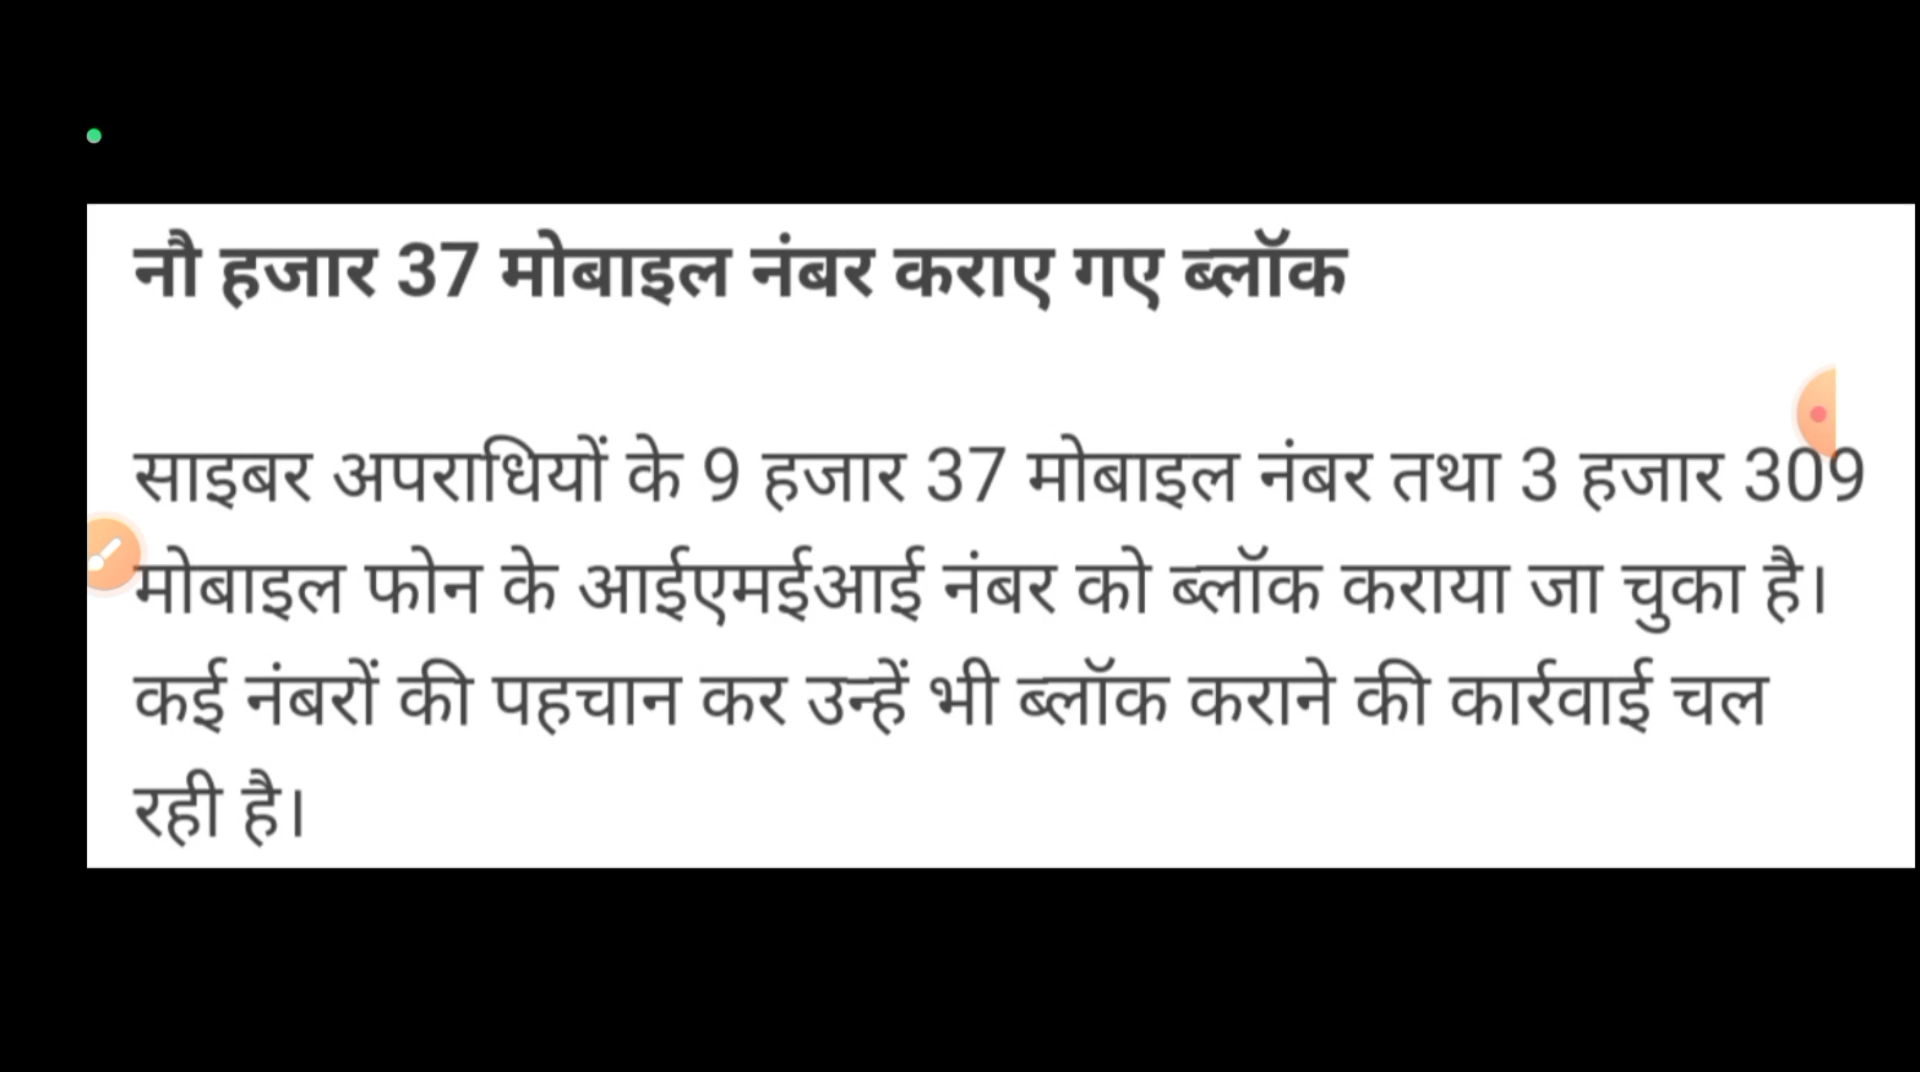 नौ हजार 37 मोबाइल नंबर कराए गए ब्लॉक
साइबर अपराधियों के 9 हजार 37 मोबाइल नंबर तथा 3 हजार 309
मोबाइल फोन के आईएमईआई नंबर को ब्लॉक कराया जा चुका है।
कई नंबरों की पहचान कर उन्हें भी ब्लॉक कराने की कार्रवाई चल
रही है।